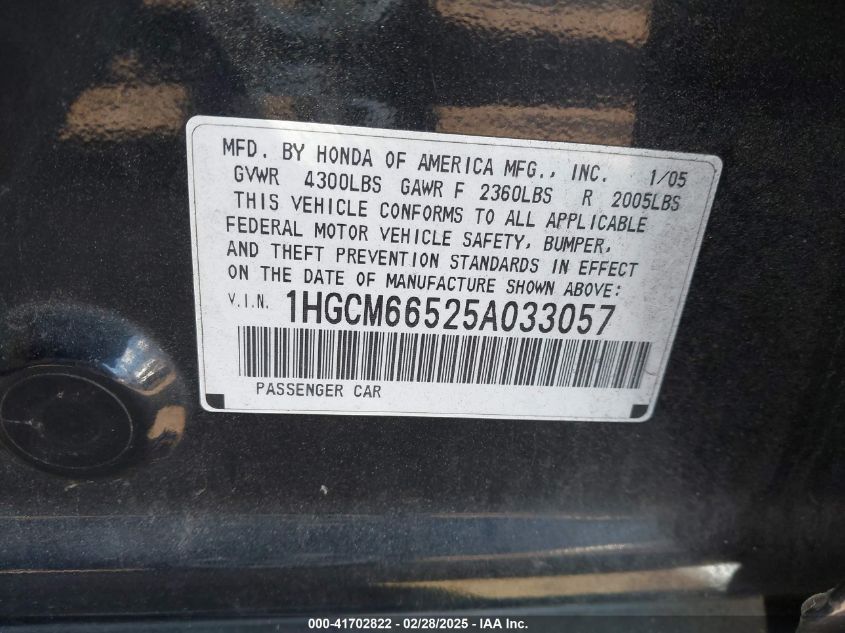 MFD. BY HONDA OF AMERICA MFG., INC. 1/05
GVWR 4300LBS GAWR F 2360LBS R 2005LBS
THIS VEHICLE CONFORMS TO ALL APPLICABLE
FEDERAL MOTOR VEHICLE SAFETY, BUMPER,
AND THEFT PREVENTION STANDARDS IN EFFECT
ON THE DATE OF MANUFACTURE SHOWN ABOVE:
V.I.N. 1HGCM66525A033057
PASSENGER CAR
000-41702822 - 02/28/2025 - Copyright © IAA, Inc.